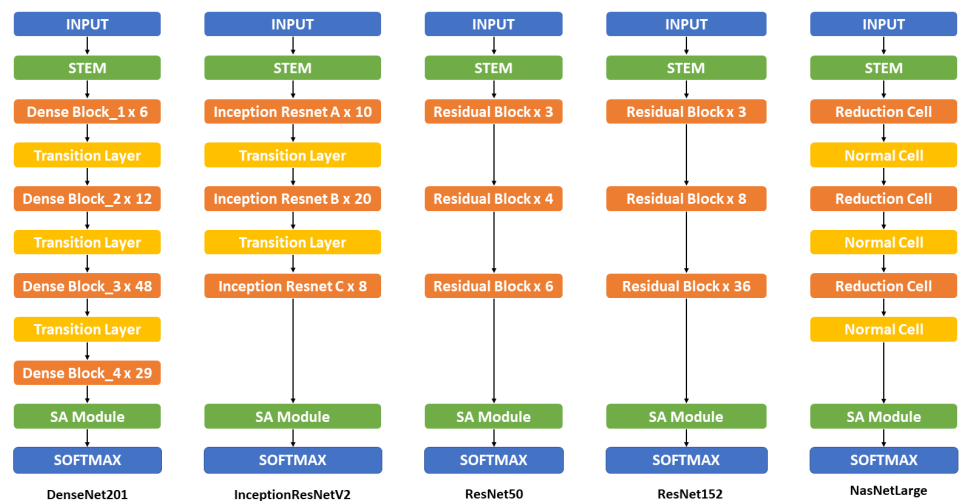 INPUT
STEM
Dense Block_1 x 6
Transition Layer
Dense Block_2 x 12
Transition Layer
Dense Block_3 x 48
Transition Layer
Dense Block_4 x 29
SA Module
SOFTMAX
DenseNet201
INPUT
STEM
Inception Resnet A x 10
Transition Layer
Inception Resnet B x 20
Transition Layer
Inception Resnet C x 8
SA Module
SOFTMAX
InceptionResNetV2
INPUT
STEM
Residual Block x 3
Residual Block x 4
Residual Block x 6
SA Module
SOFTMAX
ResNet50
INPUT
STEM
Residual Block x 3
Residual Block x 8
Residual Block x 36
SA Module
SOFTMAX
ResNet152
INPUT
STEM
Reduction Cell
Normal Cell
Reduction Cell
Normal Cell
Reduction Cell
Normal Cell
SA Module
SOFTMAX
NasNetLarge